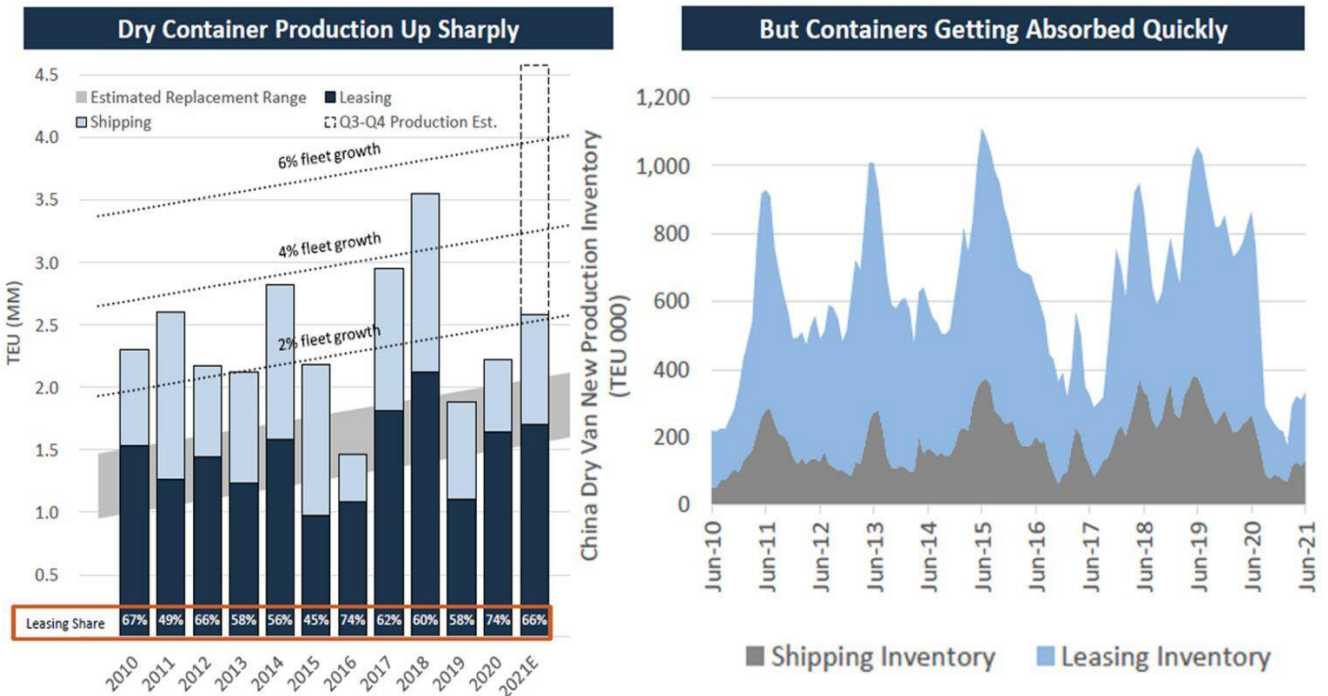 Dry Container Production Up Sharply
4.5
4.0
3.5
3.0
2.5
2.0
1.5
1.0
0.5
TEU (MM)
Estimated Replacement Range
Leasing
Shipping
Q3-Q4 Production Est.
6% fleet growth
4% fleet growth
2% fleet growth
Leasing Share
67% 49% 66% 58% 56% 45% 74% 62% 60% 58% 74% 66%
2010 2011 2012 2013 2014 2015 2016 2017 2018 2019 2020 2021E
But Containers Getting Absorbed Quickly
China Dry Van New Production Inventory
(TEU 000)
1,200
1,000
800
600
400
200
0
Jun-10 Jun-11 Jun-12 Jun-13 Jun-14 Jun-15 Jun-16 Jun-17 Jun-18 Jun-19 Jun-20 Jun-21
Shipping Inventory
Leasing Inventory